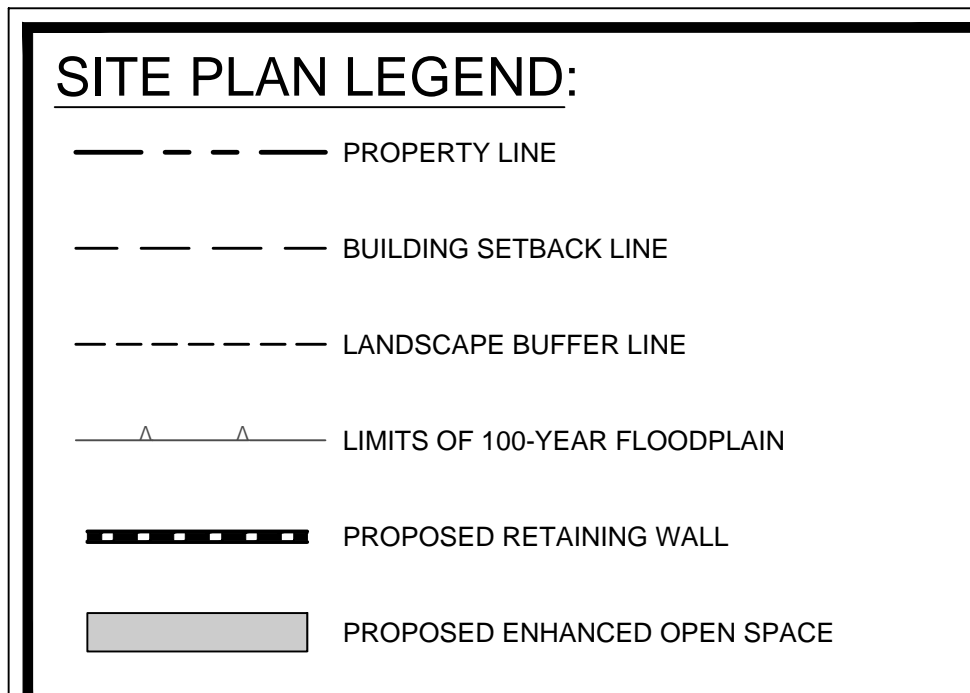 SITE PLAN LEGEND:
PROPERTY LINE
BUILDING SETBACK LINE
LANDSCAPE BUFFER LINE
LIMITS OF 100-YEAR FLOODPLAIN
PROPOSED RETAINING WALL
PROPOSED ENHANCED OPEN SPACE